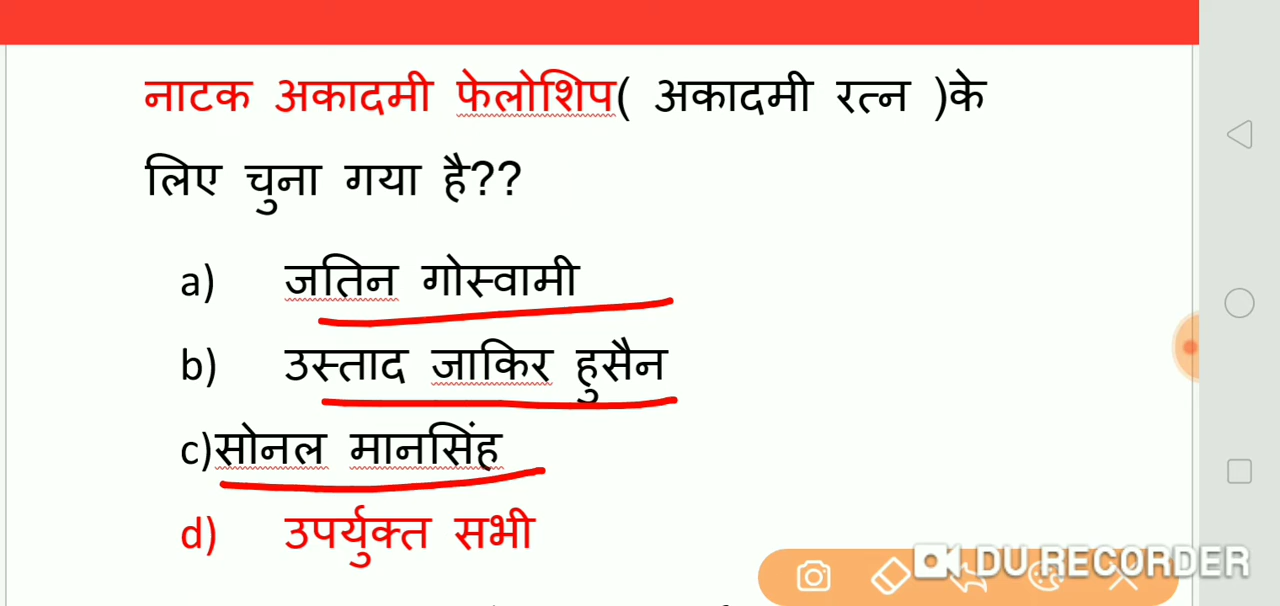 नाटक अकादमी फेलोशिप( अकादमी रत्न )के
लिए चुना गया है??
a) जतिन गोस्वामी
b) उस्ताद जाकिर हुसैन
c)सोनल मानसिंह
d) उपर्युक्त सभी
DU RECORDER